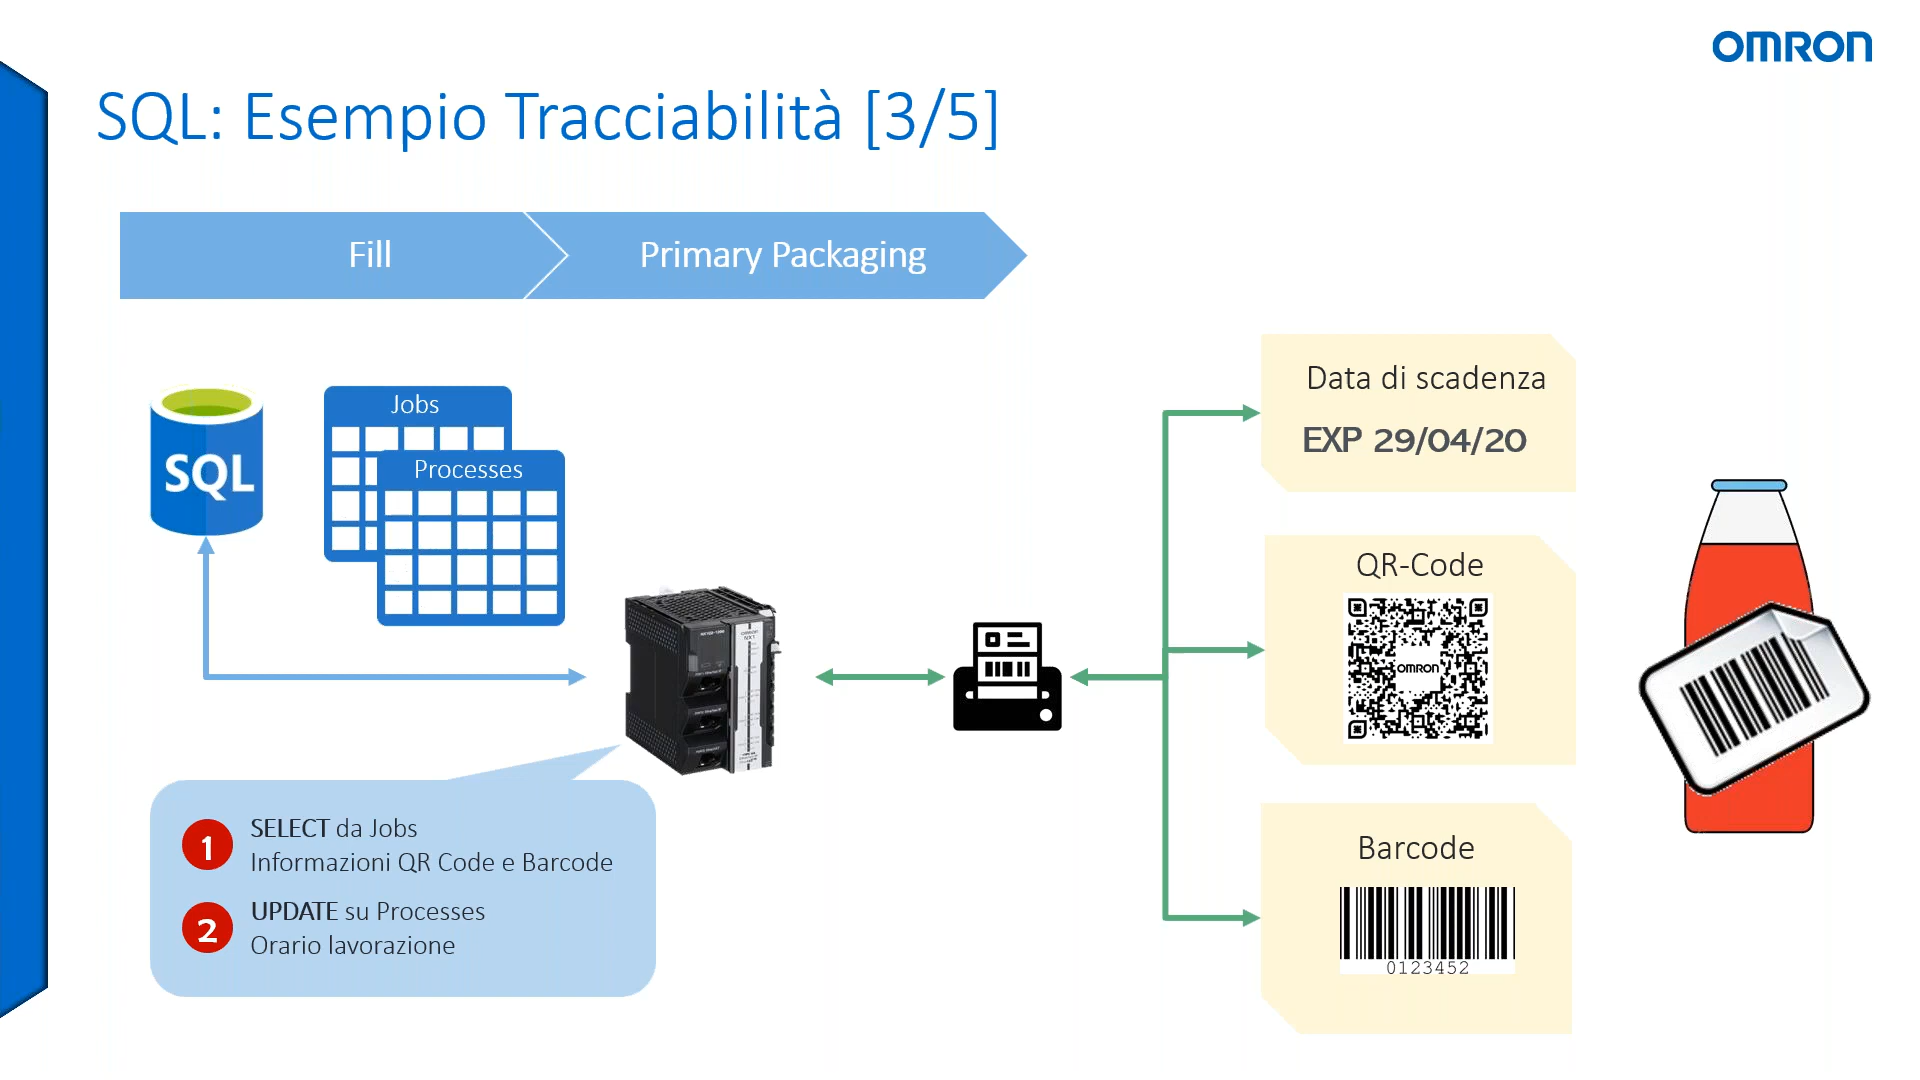 OMRON
SQL: Esempio Tracciabilità [3/5]
Fill
Primary Packaging
SQL
Jobs
Processes
Data di scadenza
EXP 29/04/20
QR-Code
OMRON
Barcode
0123452
1
SELECT da Jobs
Informazioni QR Code e Barcode
2
UPDATE su Processes
Orario lavorazione